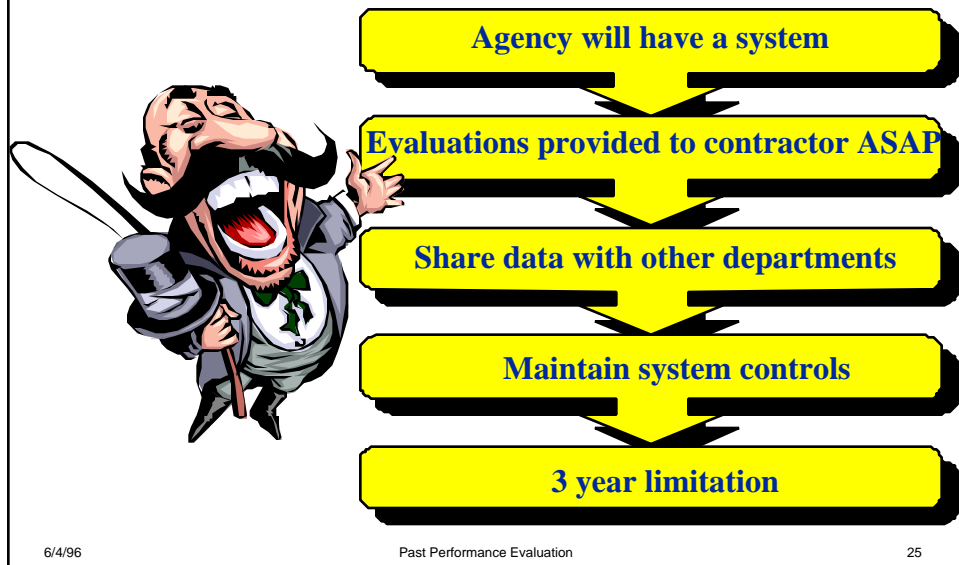 Agency will have a system
Evaluations provided to contractor ASAP
Share data with other departments
Maintain system controls
3 year limitation
6/4/96
Past Performance Evaluation
25